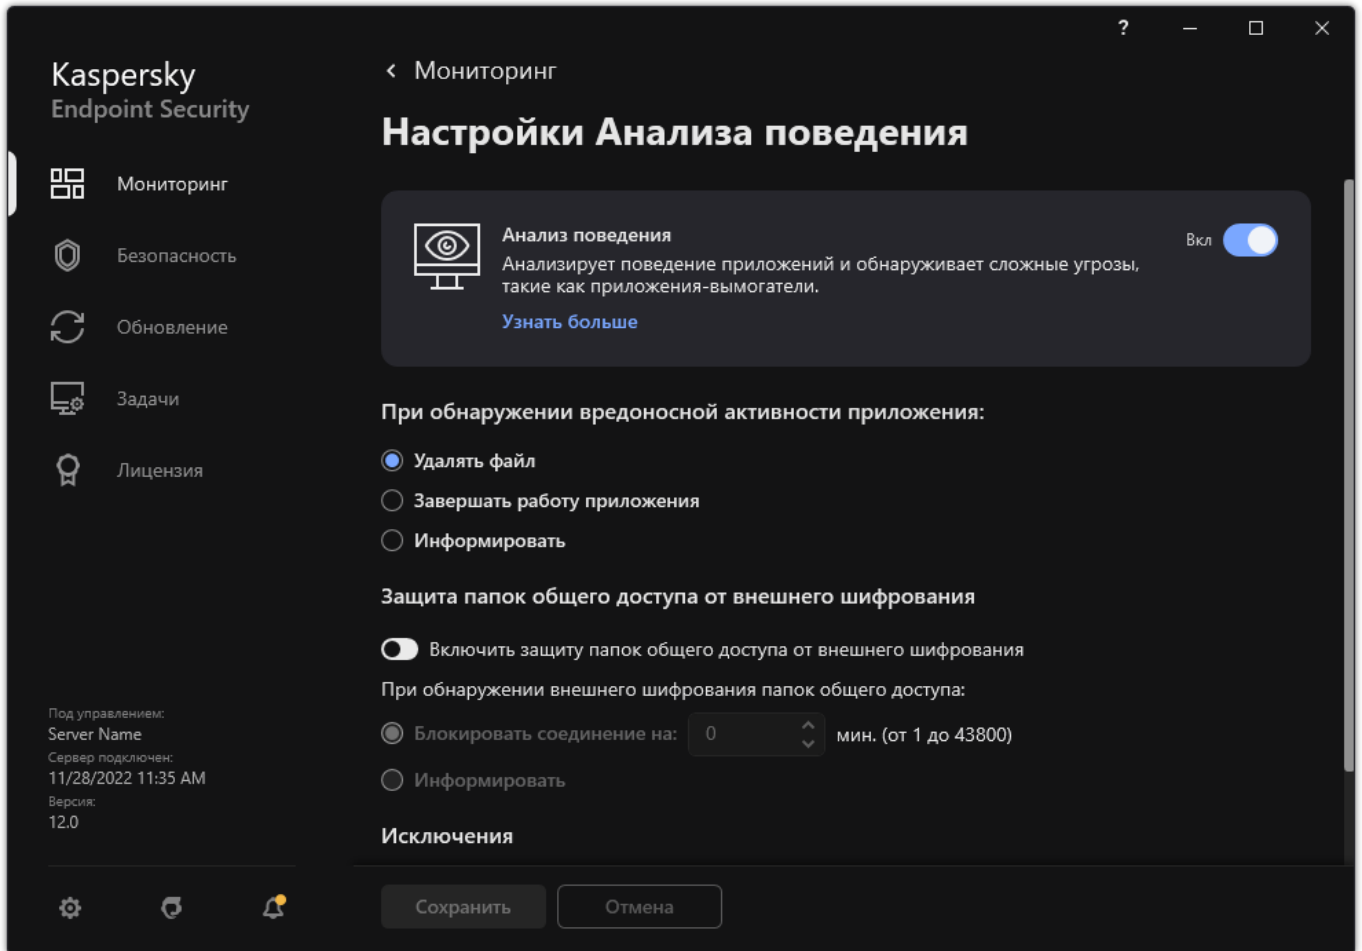 ?
Kaspersky
Endpoint Security
Мониторинг
Безопасность
Обновление
Задачи
Лицензия
Под управлением:
Server Name
Сервер подключен:
11/28/2022 11:35 AM
Версия:
12.0
Мониторинг
Настройки Анализа поведения
Анализ поведения
Анализирует поведение приложений и обнаруживает сложные угрозы,
такие как приложения-вымогатели.
Узнать больше
Вкл
При обнаружении вредоносной активности приложения:
Удалять файл
Завершать работу приложения
Информировать
Защита папок общего доступа от внешнего шифрования
Включить защиту папок общего доступа от внешнего шифрования
При обнаружении внешнего шифрования папок общего доступа:
Блокировать соединение на: 0 мин. (от 1 до 43800)
Информировать
Исключения
Сохранить
Отмена